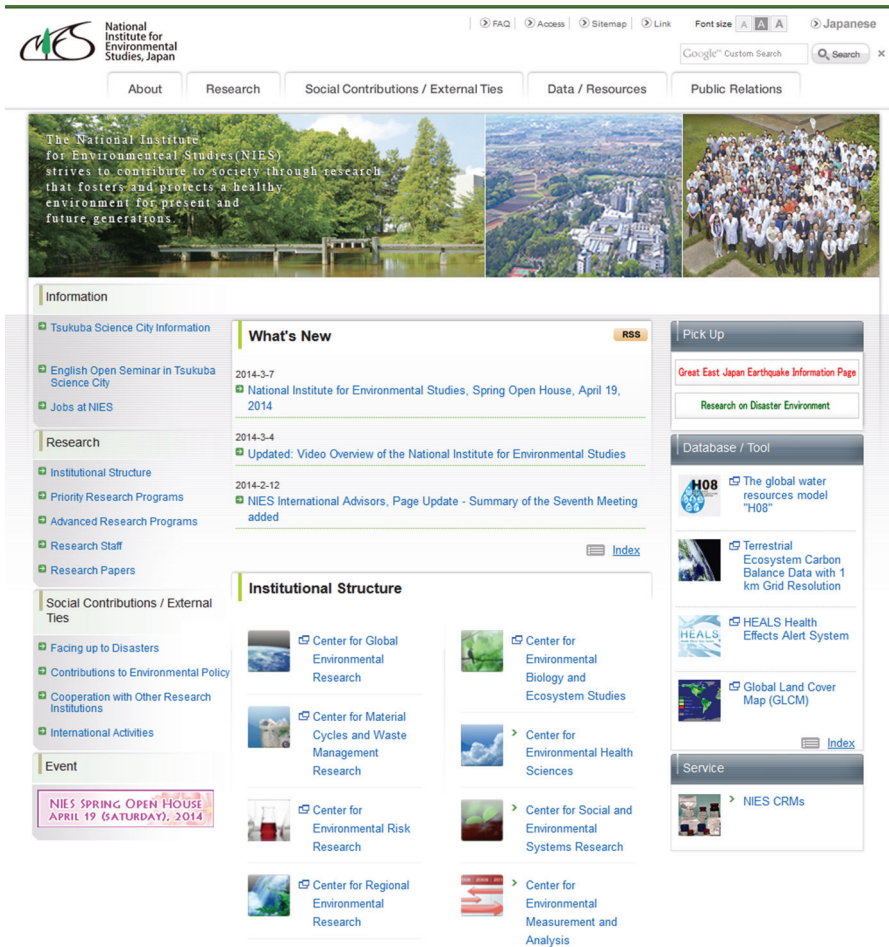 National
Institute for
Environmental
Studies, Japan
FAQ
Access
Sitemap
Link
Font size A A A
Japanese
Google™ Custom Search
Search
×
About
Research
Social Contributions / External Ties
Data / Resources
Public Relations
The National Institute
for Environmenteal Studies(NIES)
strives to contribute to society through research
that fosters and protects a healthy
environment for present and
future generations.
Information
Tsukuba Science City Information
English Open Seminar in Tsukuba
Science City
Jobs at NIES
Research
Institutional Structure
Priority Research Programs
Advanced Research Programs
Research Staff
Research Papers
Social Contributions / External
Ties
Facing up to Disasters
Contributions to Environmental Policy
Cooperation with Other Research
Institutions
International Activities
Event
NIES Spring Open House
April 19 (Saturday), 2014
What's New
RSS
2014-3-7
National Institute for Environmental Studies, Spring Open House, April 19,
2014
2014-3-4
Updated: Video Overview of the National Institute for Environmental Studies
2014-2-12
NIES International Advisors, Page Update - Summary of the Seventh Meeting
added
Index
Institutional Structure
Center for Global
Environmental
Research
Center for Material
Cycles and Waste
Management
Research
Center for
Environmental Risk
Research
Center for Regional
Environmental
Research
Center for
Environmental
Biology and
Ecosystem Studies
Center for
Environmental Health
Sciences
Center for Social and
Environmental
Systems Research
Center for
Environmental
Measurement and
Analysis
Pick Up
Great East Japan Earthquake Information Page
Research on Disaster Environment
Database / Tool
H08
The global water
resources model
"H08"
Terrestrial
Ecosystem Carbon
Balance Data with 1
km Grid Resolution
HEALS
HEALS Health
Effects Alert System
Global Land Cover
Map (GLCM)
Index
Service
NIES CRMs